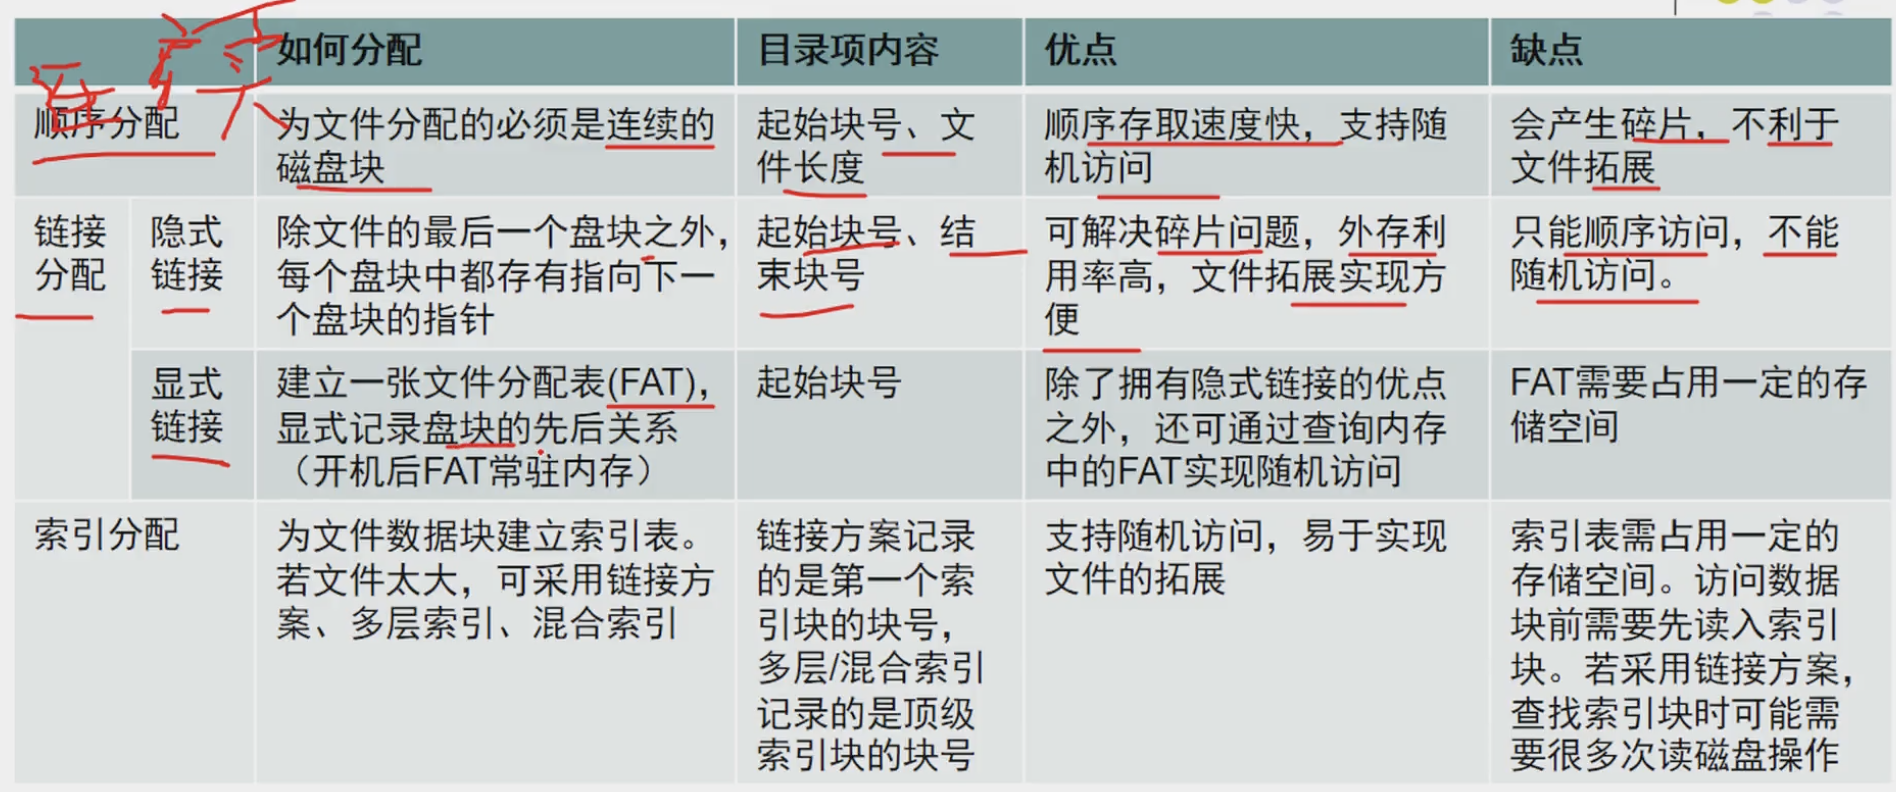 如何分配
目录项内容
优点
缺点
顺序分配
为文件分配的必须是连续的
磁盘块
起始块号、文
件长度
顺序存取速度快，支持随
机访问
会产生碎片，不利于
文件拓展
链接
分配
隐式
链接
除文件的最后一个盘块之外，
每个盘块中都存有指向下一
个盘块的指针
起始块号、结
束块号
可解决碎片问题，外存利
用率高，文件拓展实现方
便
只能顺序访问，不能
随机访问。
显式
链接
建立一张文件分配表(FAT)，
显式记录盘块的先后关系
（开机后FAT常驻内存）
起始块号
除了拥有隐式链接的优点
之外，还可通过查询内存
中的FAT实现随机访问
FAT需要占用一定的存
储空间
索引分配
为文件数据块建立索引表。
若文件太大，可采用链接方
案、多层索引、混合索引
链接方案记录
的是第一个索
引块的块号，
多层/混合索引
记录的是顶级
索引块的块号
支持随机访问，易于实现
文件的拓展
索引表需占用一定的
存储空间。访问数据
块前需要先读入索引
块。若采用链接方案，
查找索引块时可能需
要很多次读磁盘操作